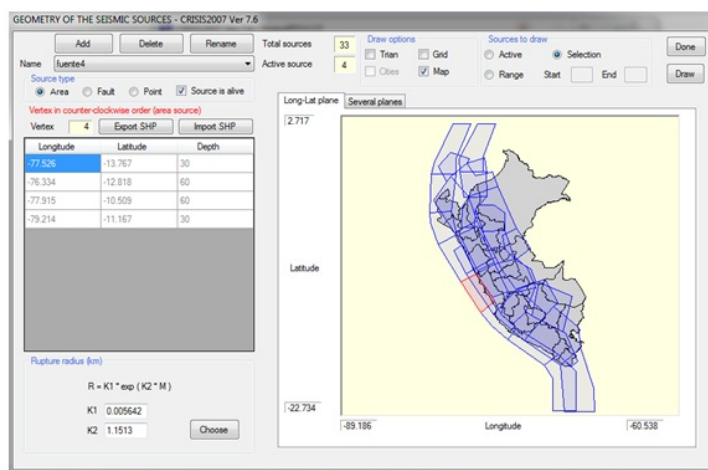 GEOMETRY OF THE SEISMIC SOURCES - CRISIS2007 Ver 7.6
Add Delete Rename
Name fuente4
Source type
Area Fault Point Source is alive
Vertex in counter-clockwise order (area source)
Vertex 4 Export SHP Import SHP
Longitude Latitude Depth
-77.526 -13.767 30
-76.334 -12.818 60
-77.915 -10.509 60
-79.214 -11.167 30
Rupture radius (km)
R = K1 * exp ( K2 * M )
K1 0.005642
K2 1.1513
Choose
Total sources 33
Active source 4
Draw options
Trian Grid
Cities Map
Sources to draw
Active Selection
Range Start End
Done
Draw
Long-Lat plane Several planes
2.717
Latitude
-22.734
-89.186 Longitude -60.538